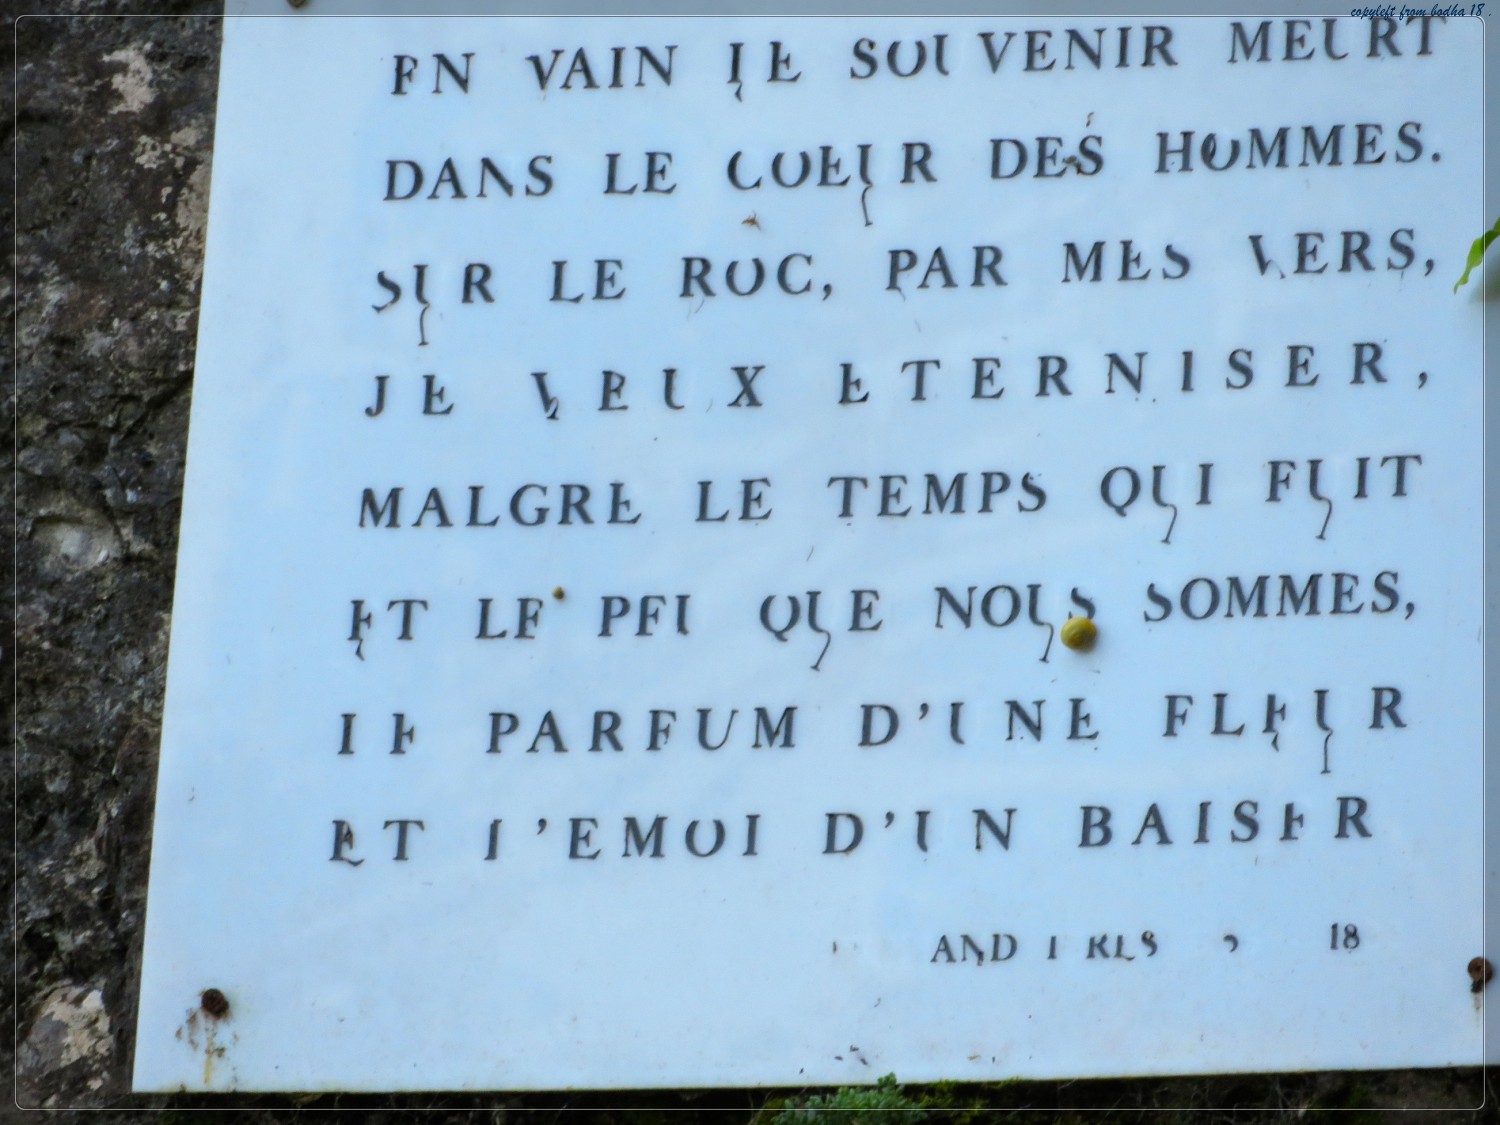 copyleft from bodha 18 .
EN VAIN LE SOUVENIR MEURT
DANS LE COEUR DES HOMMES.
SUR LE ROC, PAR MES VERS,
JE VEUX ETERNISER,
MALGRE LE TEMPS QUI FUIT
ET LE PEU QUE NOUS SOMMES,
LE PARFUM D'UNE FLEUR
ET L'EMOI D'UN BAISER
18